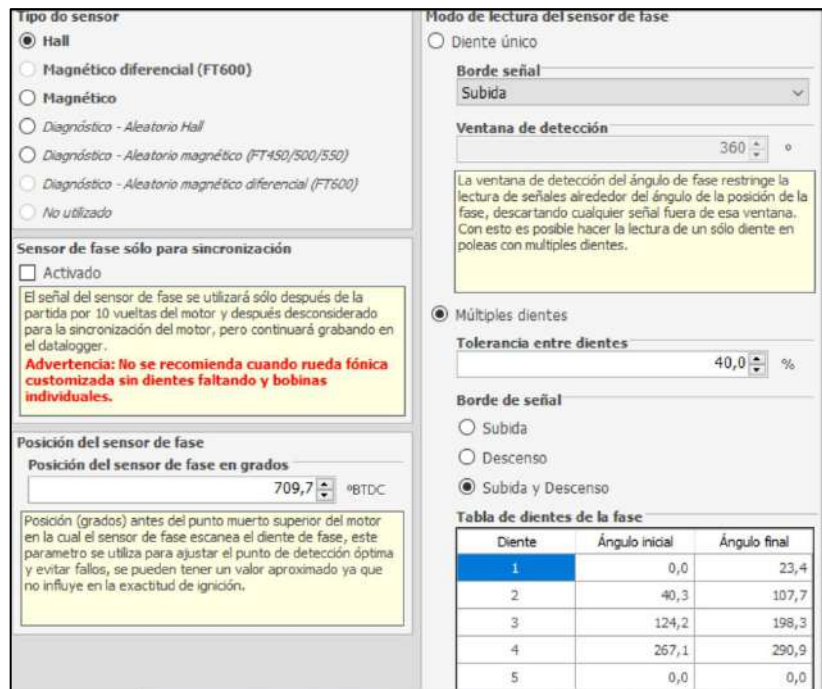 Tipo do sensor
Hall
Magnético diferencial (FT600)
Magnético
Diagnóstico - Aleatorio Hall
Diagnóstico - Aleatorio magnético (FT450/500/550)
Diagnóstico - Aleatorio magnético diferencial (FT600)
No utilizado
Sensor de fase sólo para sincronización
Activado
El señal del sensor de fase se utilizará sólo después de la
partida por 10 vueltas del motor y después desconsiderado
para la sincronización del motor, pero continuará grabando en
el datalogger.
Advertencia: No se recomienda cuando rueda fónica
customizada sin dientes faltando y bobinas
individuales.
Posición del sensor de fase
Posición del sensor de fase en grados
709,7 ºBTDC
Posición (grados) antes del punto muerto superior del motor
en la cual el sensor de fase escanea el diente de fase, este
parametro se utiliza para ajustar el punto de detección óptima
y evitar fallos, se pueden tener un valor aproximado ya que
no influye en la exactitud de ignición.
Modo de lectura del sensor de fase
Diente único
Borde señal
Subida
Ventana de detección
360 º
La ventana de detección del ángulo de fase restringe la
lectura de señales airededor del ángulo de la posición de la
fase, descartando cualquier señal fuera de esa ventana.
Con esto es posible hacer la lectura de un sólo diente en
poleas con multiples dientes.
Múltiples dientes
Tolerancia entre dientes
40,0 %
Borde de señal
Subida
Descenso
Subida y Descenso
Tabla de dientes de la fase
Diente Ángulo inicial Ángulo final
1 0,0 23,4
2 40,3 107,7
3 124,2 198,3
4 267,1 290,9
5 0,0 0,0